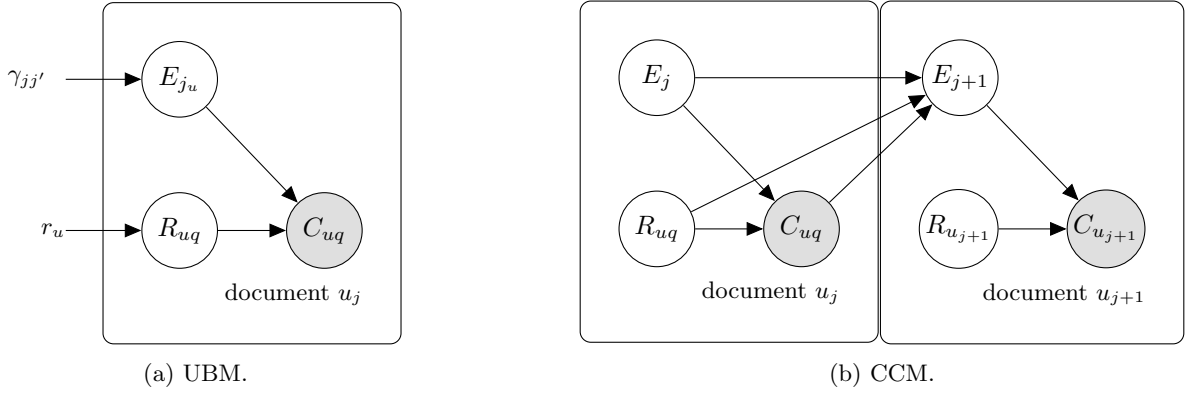 γ_{jj'}
E_{j_u}
r_u
R_{uq}
C_{uq}
document u_j
(a) UBM.
E_j
E_{j+1}
R_{uq}
C_{uq}
R_{u_{j+1}}
C_{u_{j+1}}
document u_j
document u_{j+1}
(b) CCM.